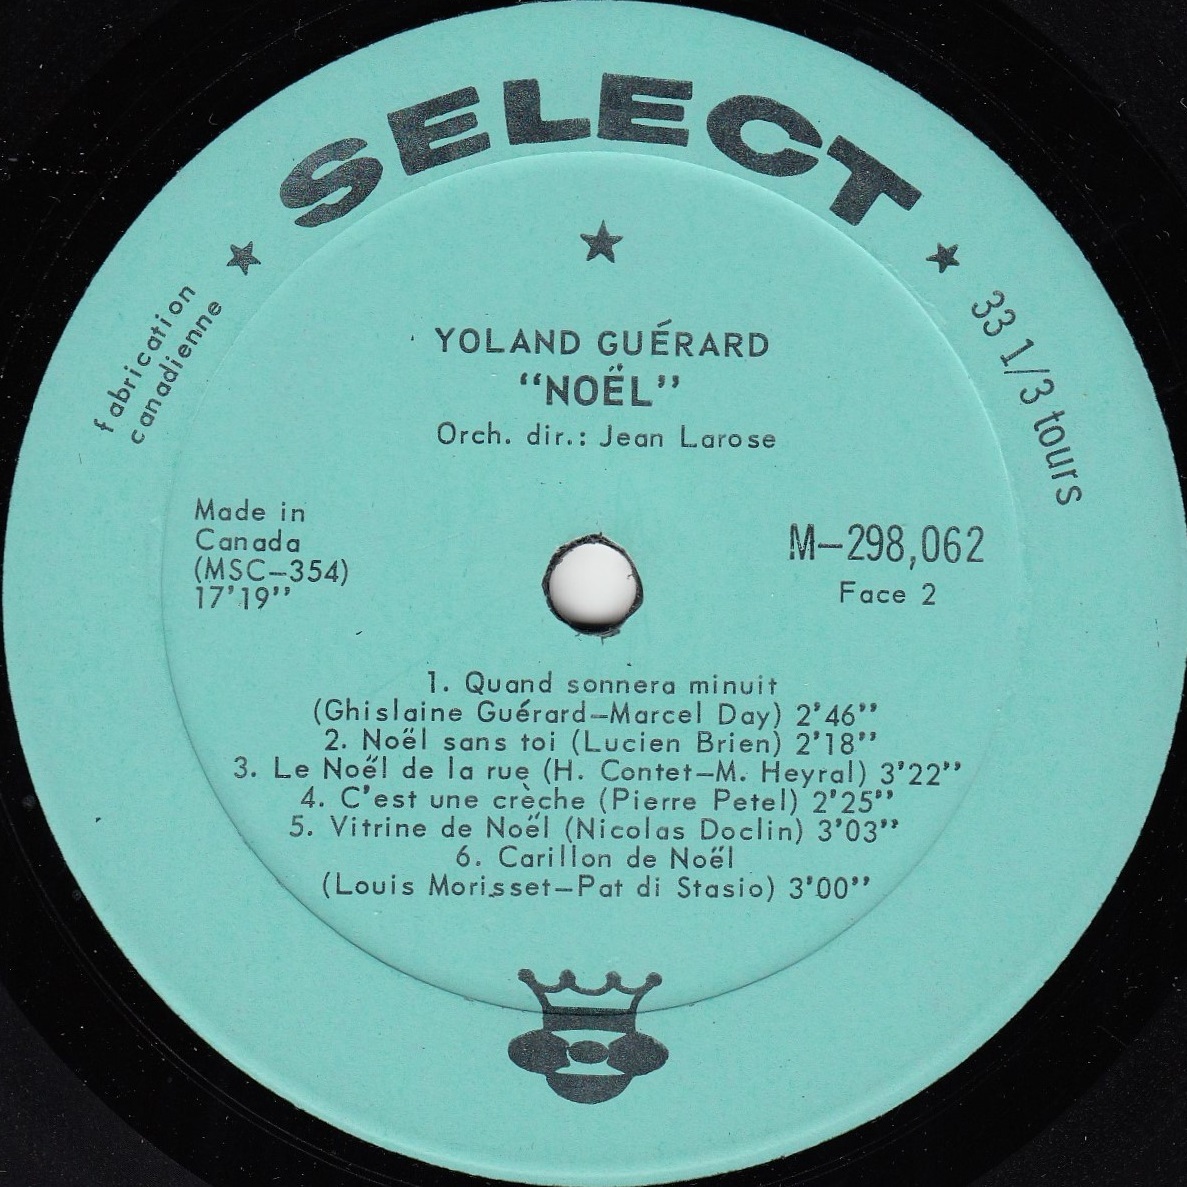 SELECT
fabrication
canadienne
33 1/3 tours
YOLAND GUÉRARD
“NOËL”
Orch. dir.: Jean Larose
Made in
Canada
(MSC–354)
17'19''
M–298,062
Face 2
1. Quand sonnera minuit
(Ghislaine Guérard–Marcel Day) 2'46''
2. Noël sans toi (Lucien Brien) 2'18''
3. Le Noël de la rue (H. Contet–M. Heyral) 3'22''
4. C'est une crèche (Pierre Petel) 2'25''
5. Vitrine de Noël (Nicolas Doclin) 3'03''
6. Carillon de Noël
(Louis Morisset–Pat di Stasio) 3'00''